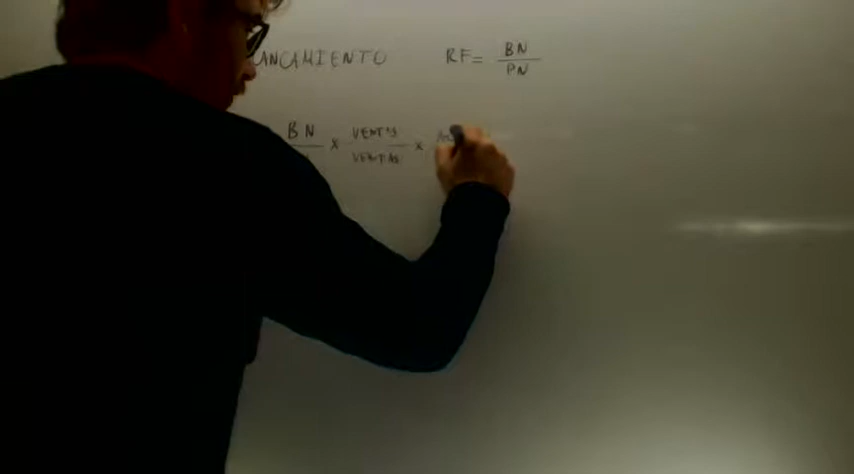 ANCAMIENTO RF = BN / PN
BN x VENTAS / VENTAS x